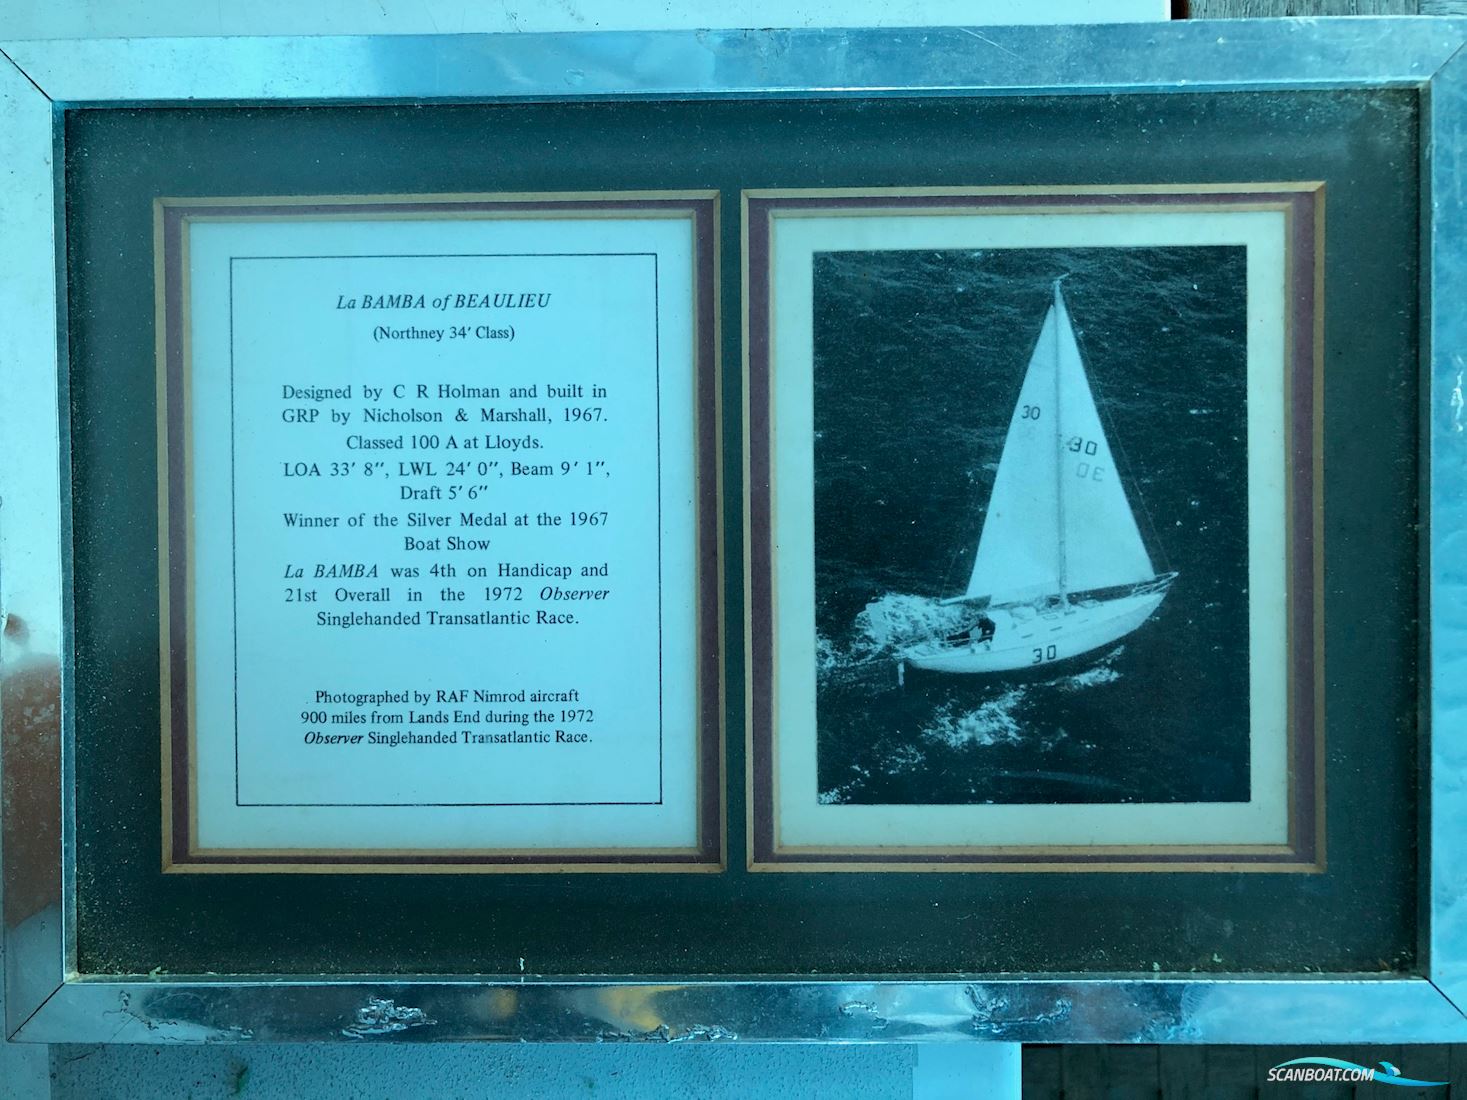 La BAMBA of BEAULIEU
(Northney 34' Class)
Designed by C R Holman and built in
GRP by Nicholson & Marshall, 1967.
Classed 100 A at Lloyds.
LOA 33' 8", LWL 24' 0", Beam 9' 1",
Draft 5' 6"
Winner of the Silver Medal at the 1967
Boat Show
La BAMBA was 4th on Handicap and
21st Overall in the 1972 Observer
Singlehanded Transatlantic Race.
Photographed by RAF Nimrod aircraft
900 miles from Lands End during the 1972
Observer Singlehanded Transatlantic Race.
30
30
30
30
SCANBOAT.COM